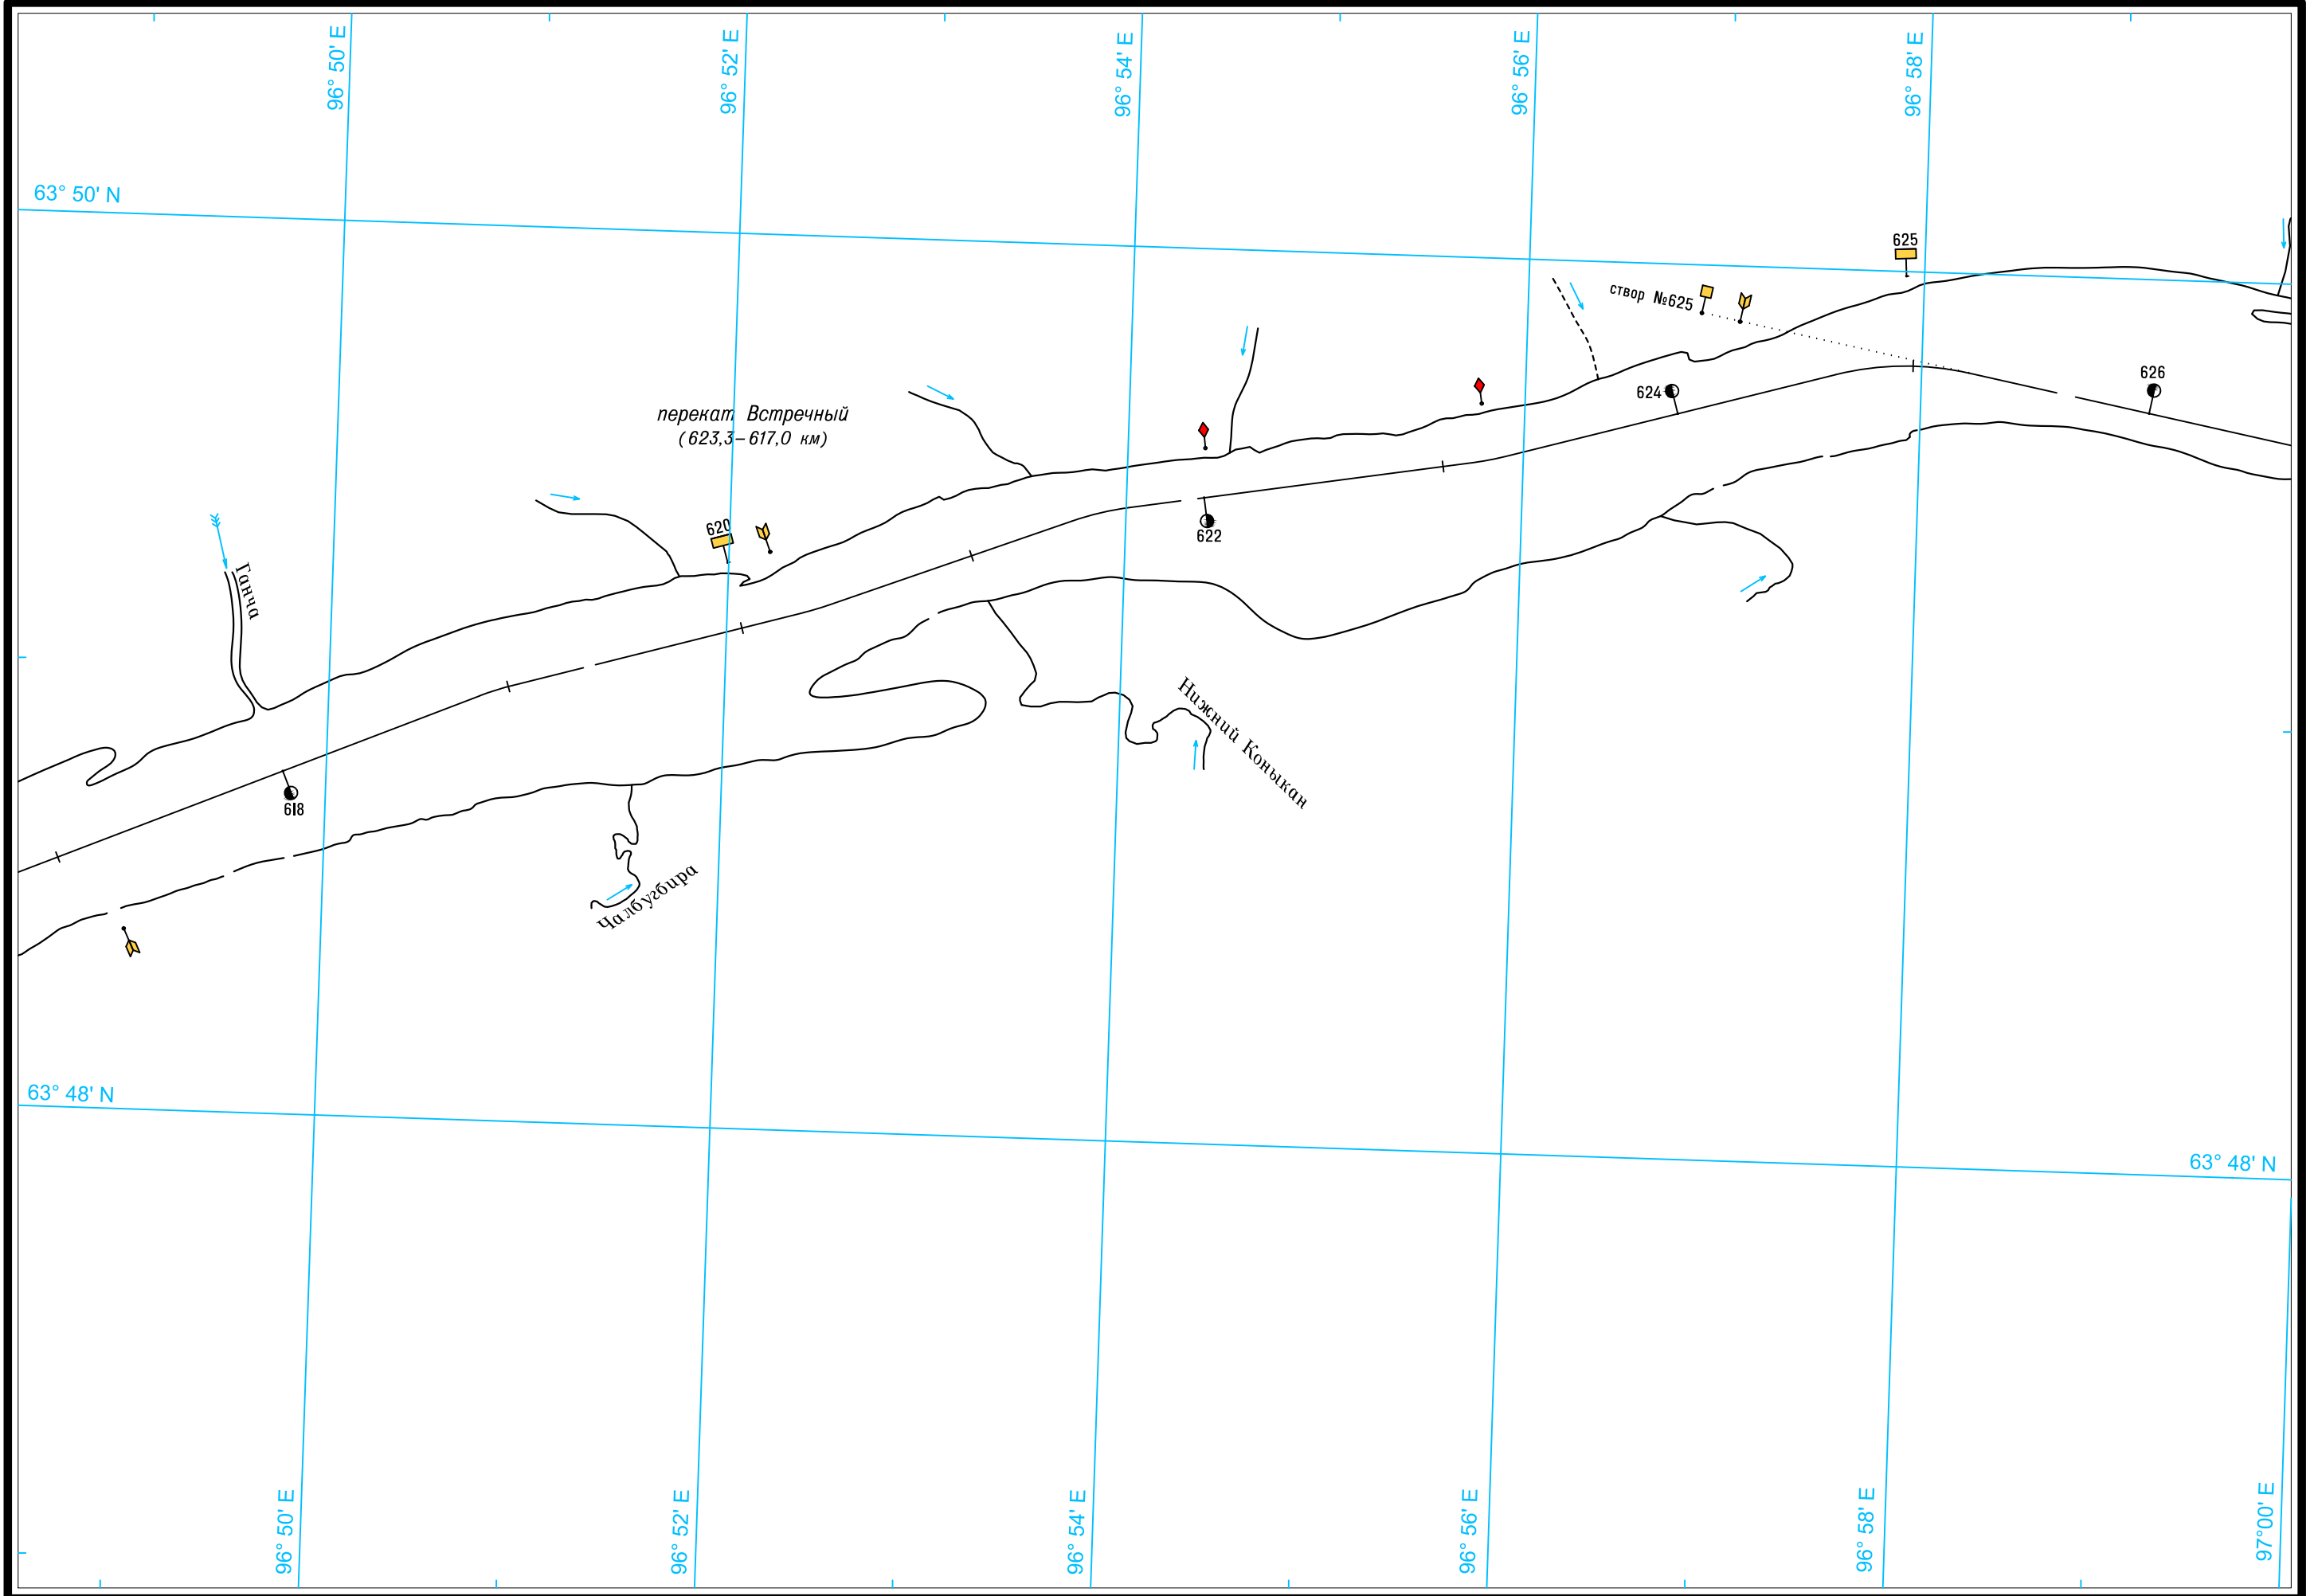 96° 50' E
96° 52' E
96° 54' E
96° 56' E
96° 58' E
63° 50' N
625
створ №625
626
624
перекат Встречный
(623,3–617,0 км)
620
622
Ганча
Нижний Коныкан
618
Чалбугбира
63° 48' N
63° 48' N
96° 50' E
96° 52' E
96° 54' E
96° 56' E
96° 58' E
97°00' E